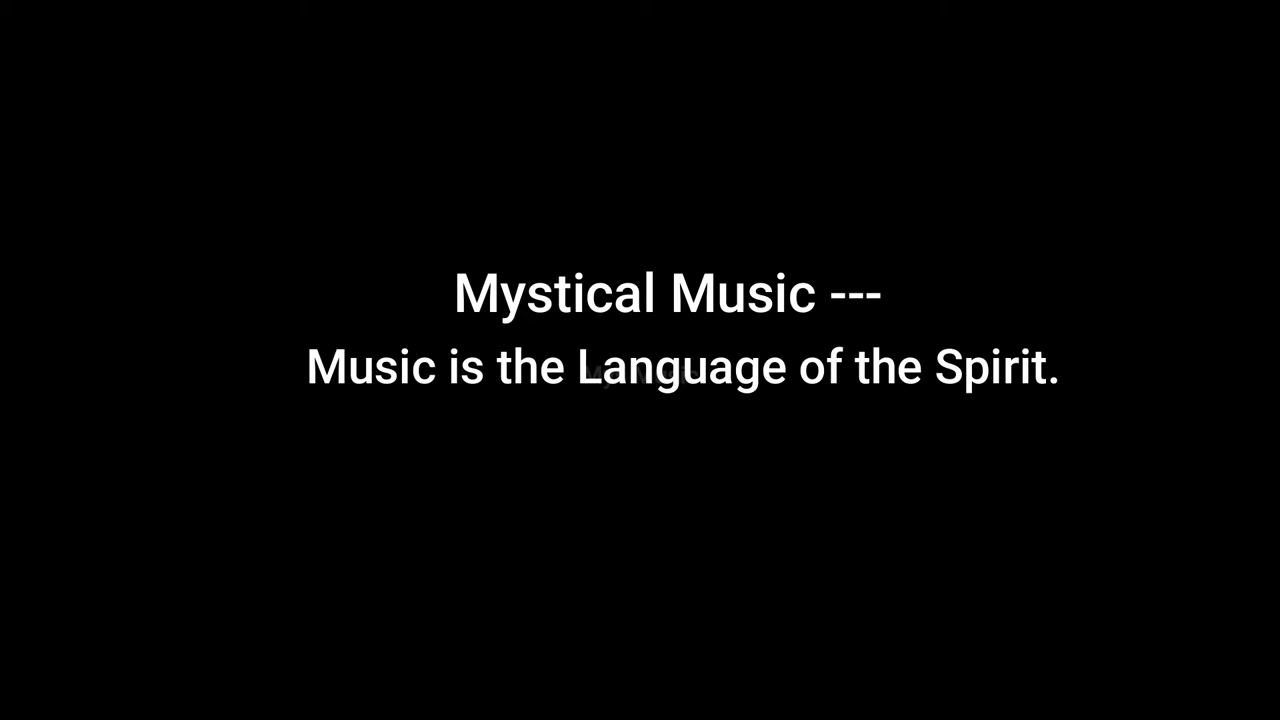 Mystical Music ---
Music is the Language of the Spirit.